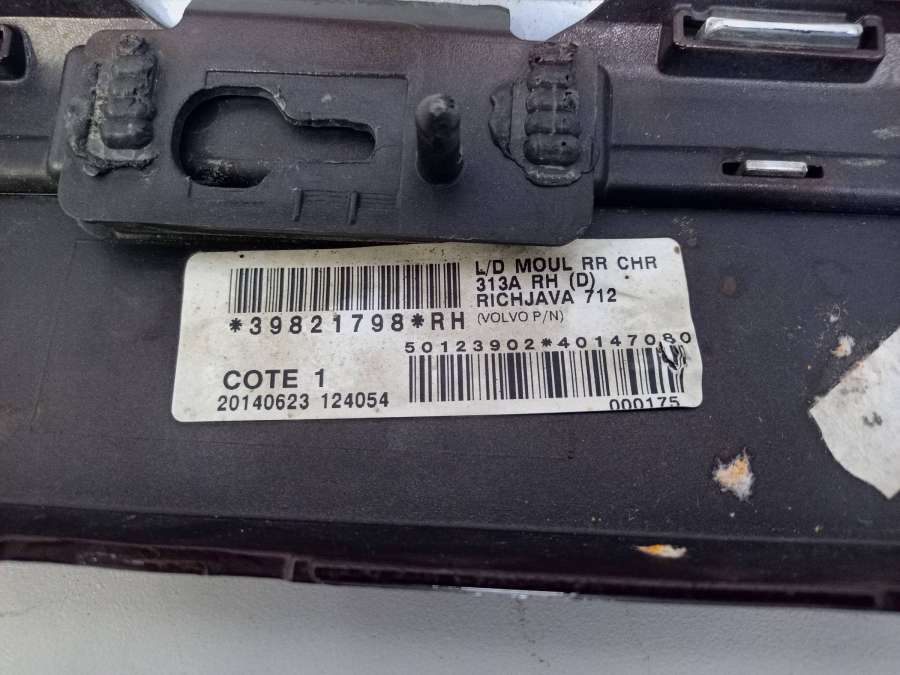 L/D MOUL RR CHR
313A RH (D)
RICHJAVA 712
*39821798*RH
(VOLVO P/N)
50123902*40147080
COTE 1
20140623 124054
000175